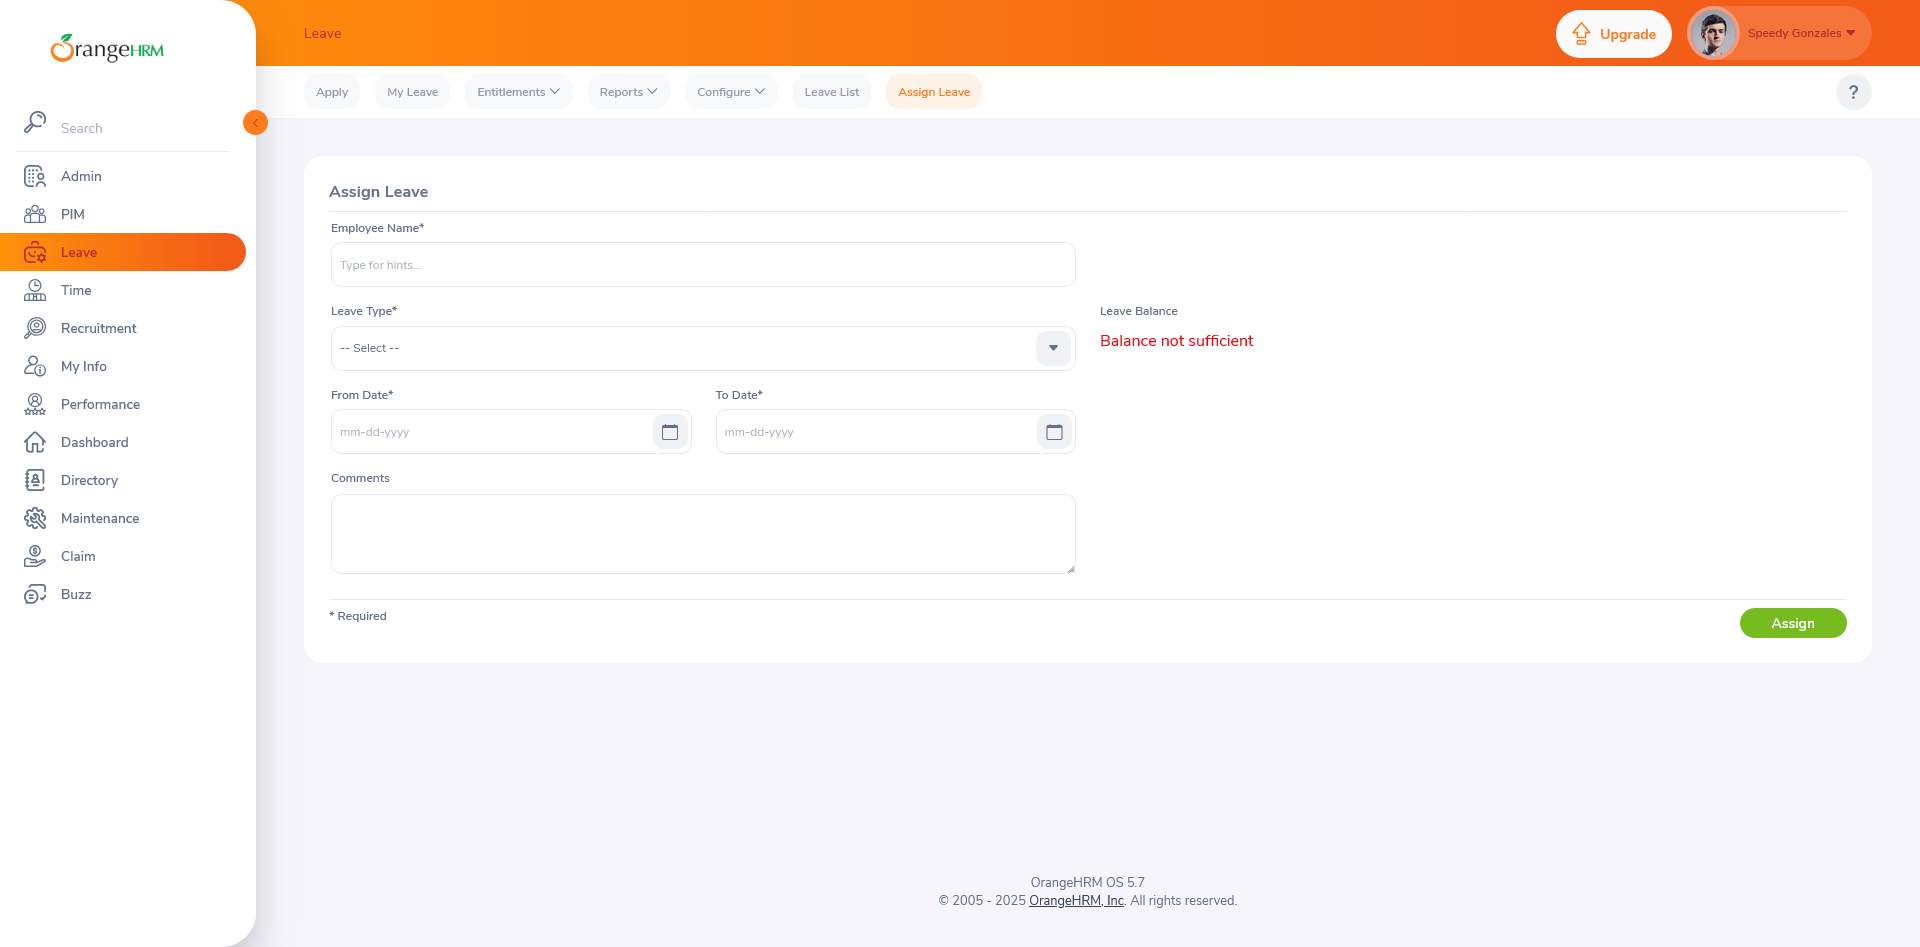 OrangeHRM
Search
Admin
PIM
Leave
Time
Recruitment
My Info
Performance
Dashboard
Directory
Maintenance
Claim
Buzz
Leave
Upgrade
Speedy Gonzales
Apply
My Leave
Entitlements
Reports
Configure
Leave List
Assign Leave
?
Assign Leave
Employee Name*
Type for hints...
Leave Type*
Leave Balance
-- Select --
Balance not sufficient
From Date*
To Date*
mm-dd-yyyy
mm-dd-yyyy
Comments
* Required
Assign
OrangeHRM OS 5.7
© 2005 - 2025 OrangeHRM, Inc. All rights reserved.